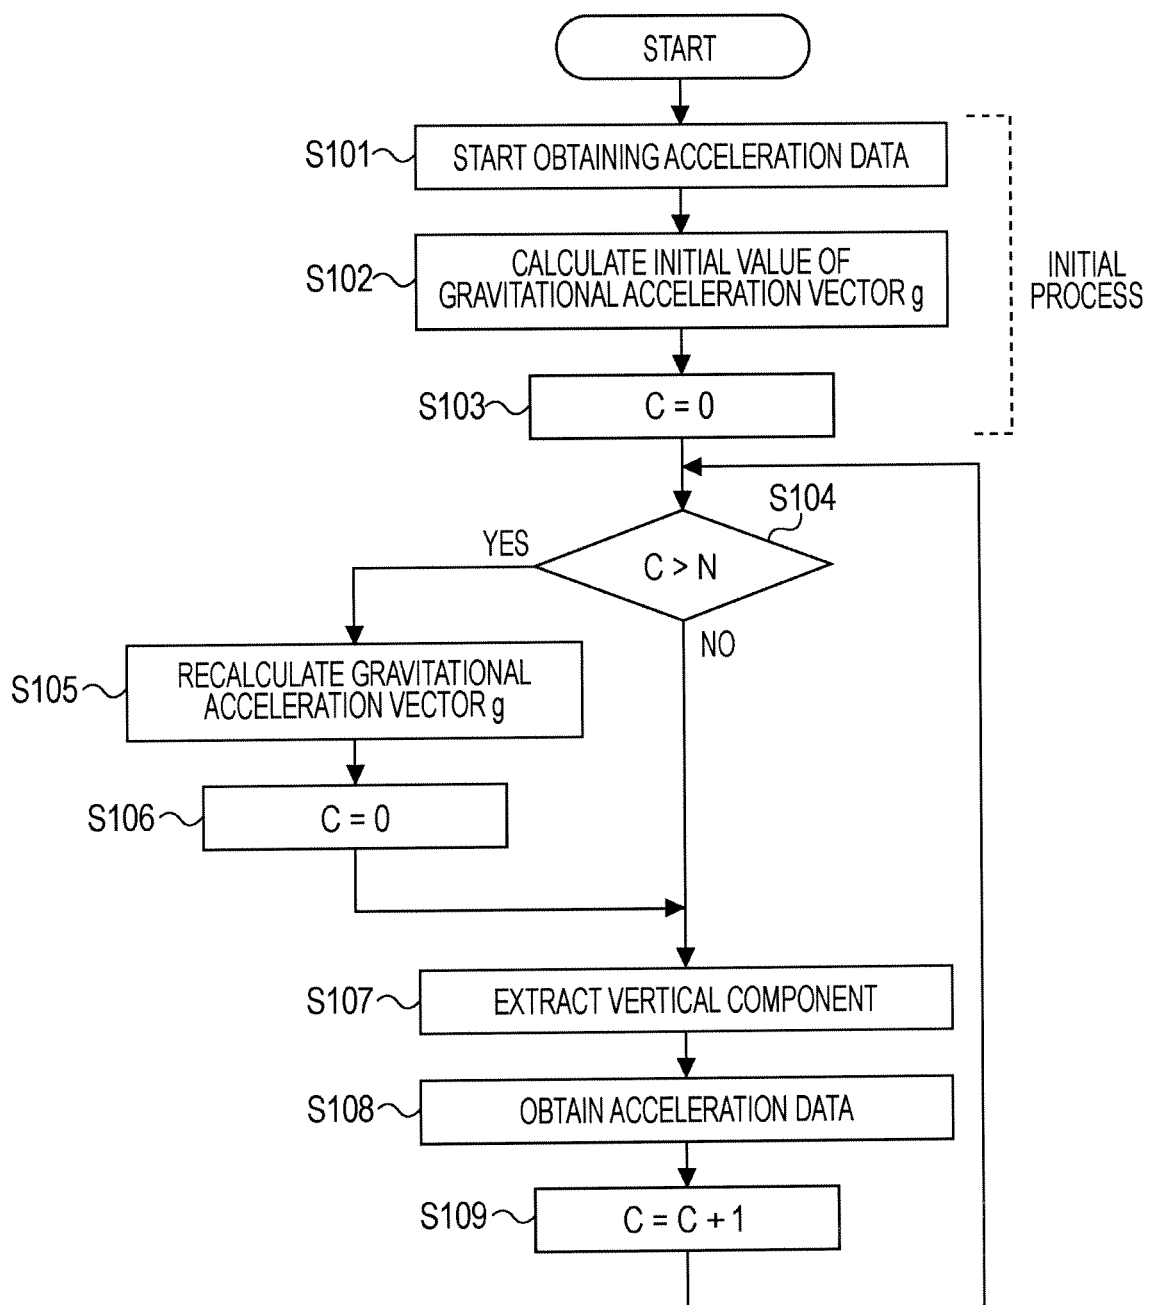 START
S101
START OBTAINING ACCELERATION DATA
S102
CALCULATE INITIAL VALUE OF
GRAVITATIONAL ACCELERATION VECTOR g
INITIAL
PROCESS
S103
C = 0
S104
YES
C > N
NO
S105
RECALCULATE GRAVITATIONAL
ACCELERATION VECTOR g
S106
C = 0
S107
EXTRACT VERTICAL COMPONENT
S108
OBTAIN ACCELERATION DATA
S109
C = C + 1